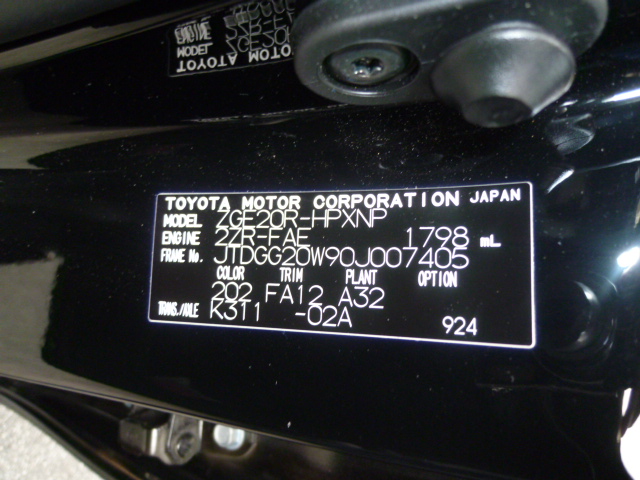 TOYOTA MOTOR CORPORATION JAPAN
MODEL ZGE20R-HPXNP
ENGINE 2ZR-FAE 1798 mL
FRAME No. JTDGG20W90J007405
COLOR TRIM PLANT OPTION
202 FA12 A32
TRANS./AXLE K311 -02A
924